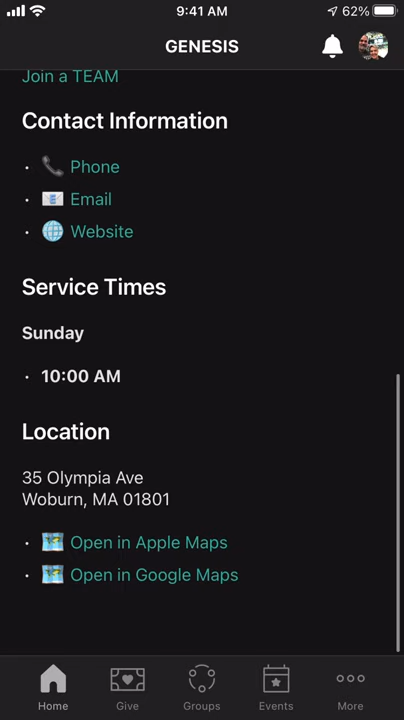 9:41 AM
62%
GENESIS
Join a TEAM
Contact Information
• Phone
• Email
• Website
Service Times
Sunday
• 10:00 AM
Location
35 Olympia Ave
Woburn, MA 01801
• Open in Apple Maps
• Open in Google Maps
Home Give Groups Events More